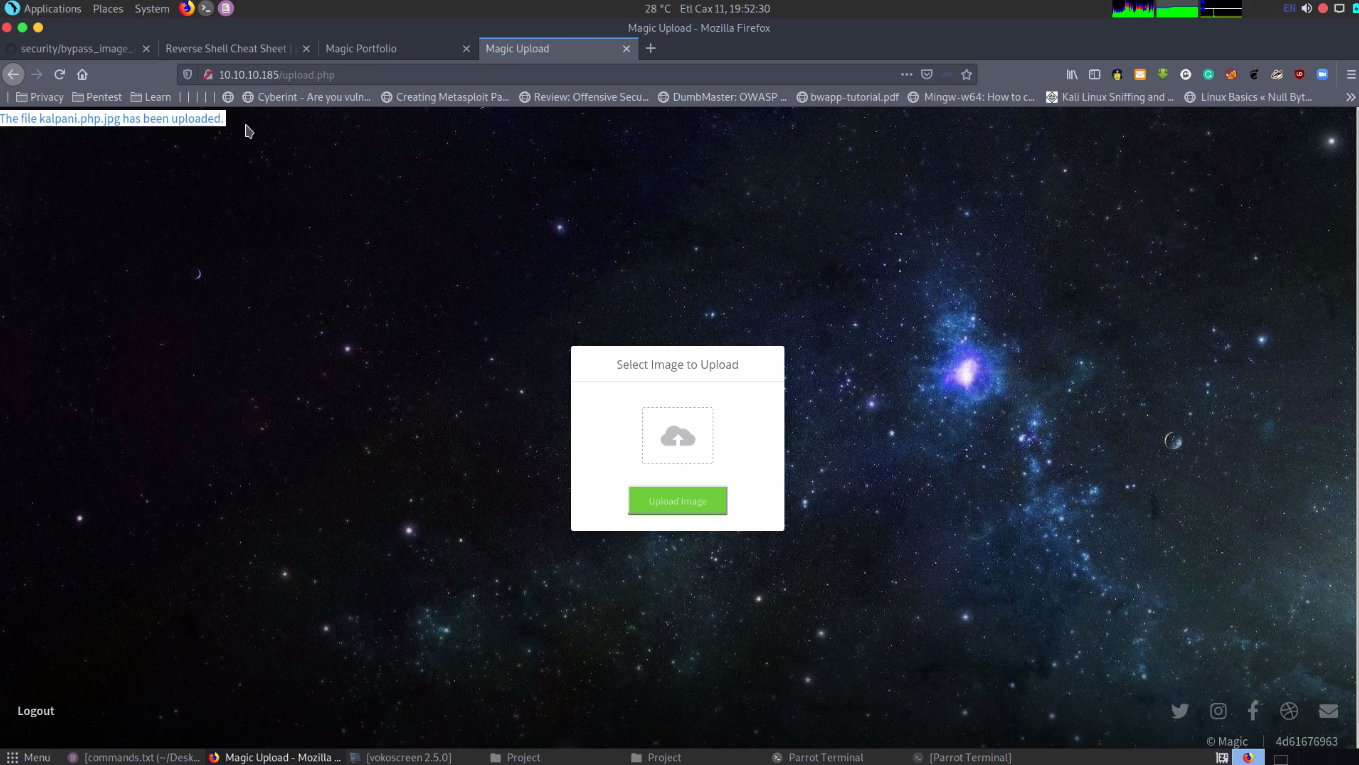 Applications Places System 28 °C Etl Cax 11, 19:52:30 EN
Magic Upload - Mozilla Firefox
security/bypass_image_ Reverse Shell Cheat Sheet | Magic Portfolio Magic Upload
10.10.10.185/upload.php
Privacy Pentest Learn Cyberint - Are you vuln... Creating Metasploit Pa... Review: Offensive Secu... DumbMaster: OWASP ... bwapp-tutorial.pdf Mingw-w64: How to c... Kali Linux Sniffing and ... Linux Basics « Null Byt...
The file kalpani.php.jpg has been uploaded.
Select Image to Upload
Upload Image
Logout
© Magic | 4d61676963
Menu [commands.txt (~/Desk... Magic Upload - Mozilla ... [vokoscreen 2.5.0] Project Project Parrot Terminal [Parrot Terminal]